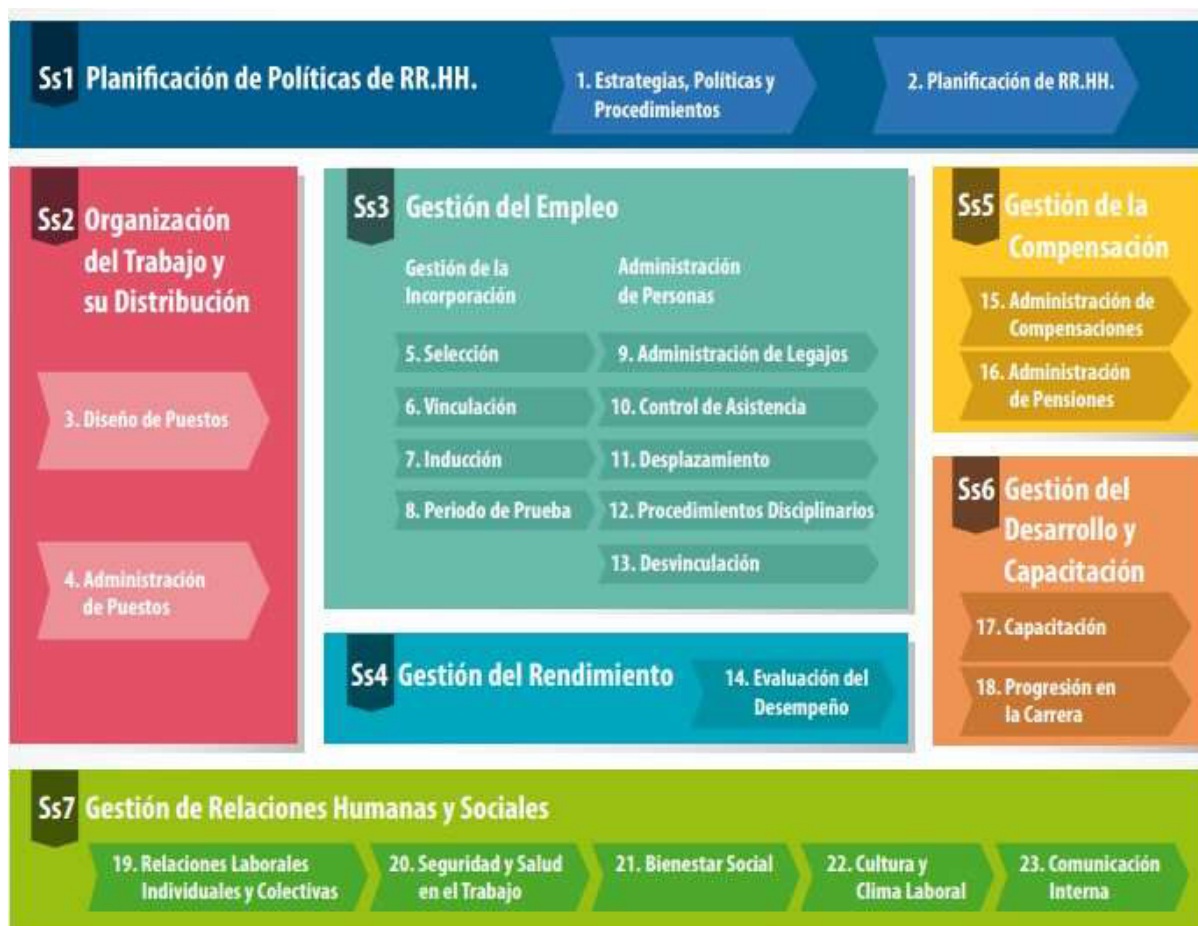 Ss1 Planificación de Políticas de RR.HH.
1. Estrategias, Políticas y
Procedimientos
2. Planificación de RR.HH.
Ss2 Organización
del Trabajo y
su Distribución
3. Diseño de Puestos
4. Administración
de Puestos
Ss3 Gestión del Empleo
Gestión de la
Incorporación
5. Selección
6. Vinculación
7. Inducción
8. Periodo de Prueba
Administración
de Personas
9. Administración de Legajos
10. Control de Asistencia
11. Desplazamiento
12. Procedimientos Disciplinarios
13. Desvinculación
Ss4 Gestión del Rendimiento
14. Evaluación del
Desempeño
Ss5 Gestión de la
Compensación
15. Administración de
Compensaciones
16. Administración
de Pensiones
Ss6 Gestión del
Desarrollo y
Capacitación
17. Capacitación
18. Progresión en
la Carrera
Ss7 Gestión de Relaciones Humanas y Sociales
19. Relaciones Laborales
Individuales y Colectivas
20. Seguridad y Salud
en el Trabajo
21. Bienestar Social
22. Cultura y
Clima Laboral
23. Comunicación
Interna